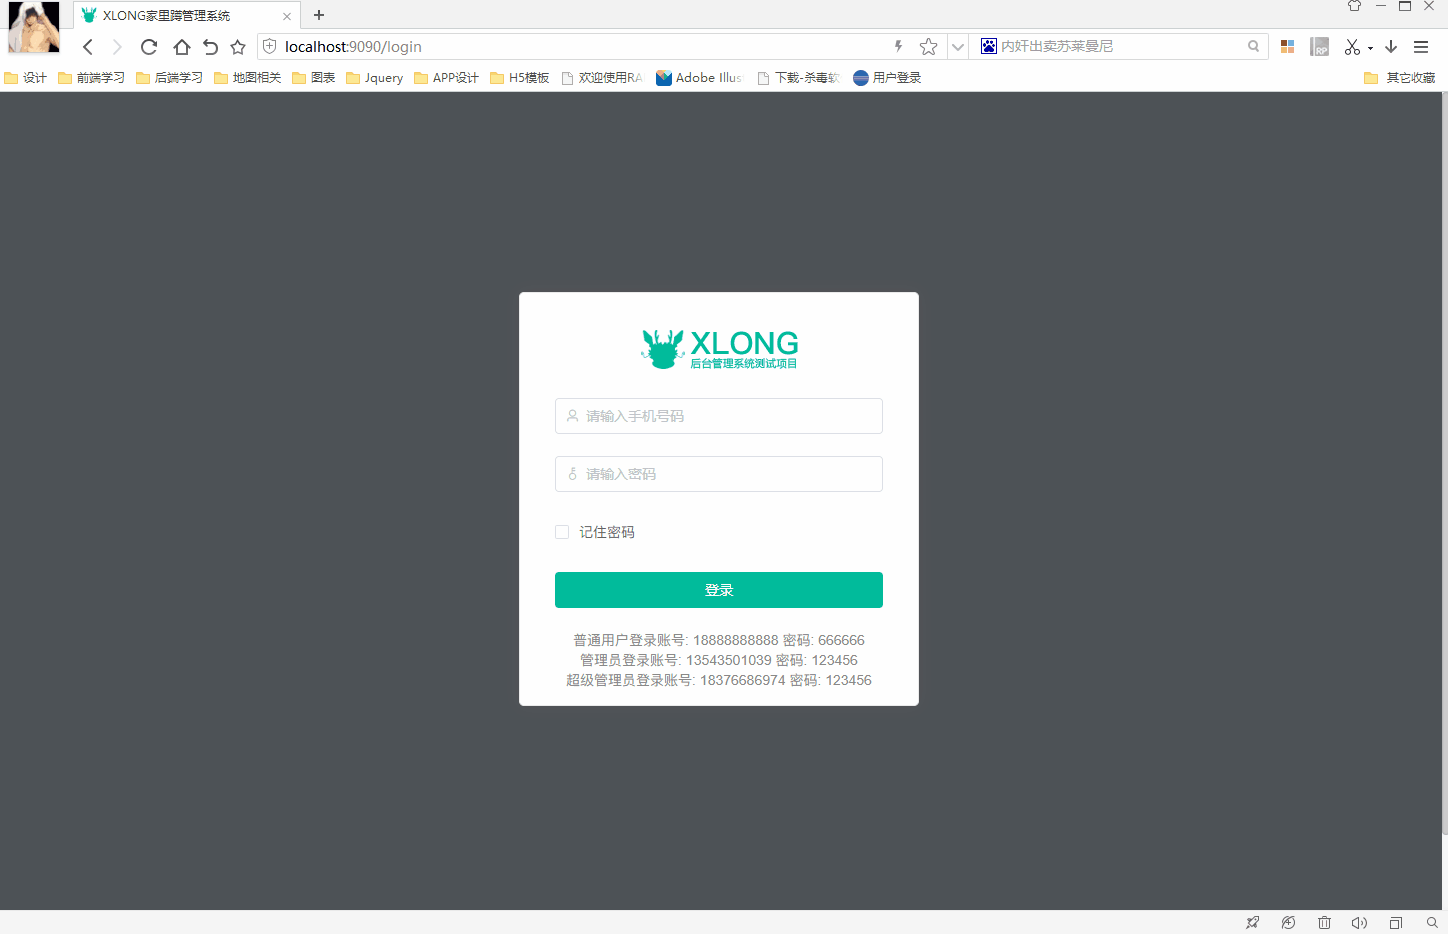 XLONG家里蹲管理系统
localhost:9090/login
内奸出卖苏莱曼尼
RP
设计 前端学习 后端学习 地图相关 图表 Jquery APP设计 H5模板 欢迎使用RA Adobe Illus 下载-杀毒软 用户登录 其它收藏
XLONG
后台管理系统测试项目
请输入手机号码
请输入密码
记住密码
登录
普通用户登录账号: 18888888888 密码: 666666
管理员登录账号: 13543501039 密码: 123456
超级管理员登录账号: 18376686974 密码: 123456